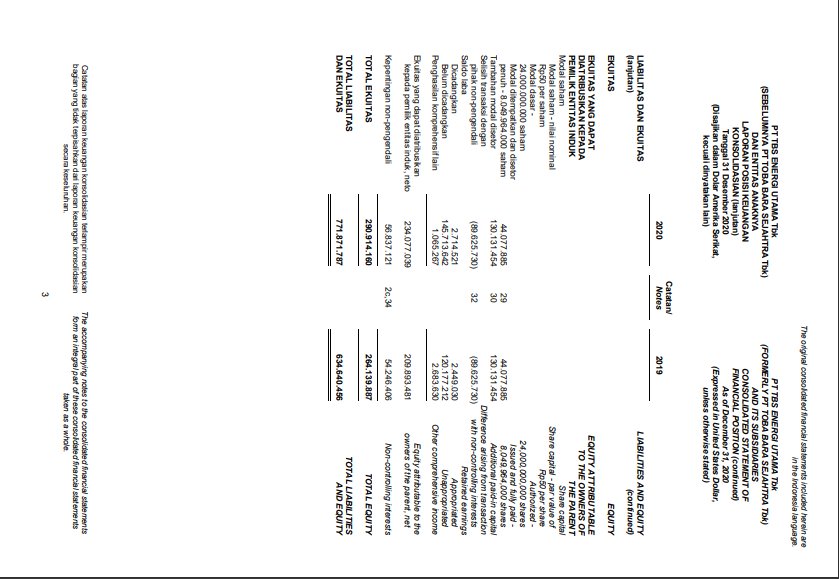 The original consolidated financial statements included herein are
in the Indonesia language.
PT TBS ENERGI UTAMA Tbk
(SEBELUMNYA PT TOBA BARA SEJAHTRA Tbk)
DAN ENTITAS ANAKNYA
LAPORAN POSISI KEUANGAN
KONSOLIDASIAN (lanjutan)
Tanggal 31 Desember 2020
(Disajikan dalam Dolar Amerika Serikat,
kecuali dinyatakan lain)
PT TBS ENERGI UTAMA Tbk
(FORMERLY PT TOBA BARA SEJAHTRA Tbk)
AND ITS SUBSIDIARIES
CONSOLIDATED STATEMENT OF
FINANCIAL POSITION (continued)
As of December 31, 2020
(Expressed in United States Dollar,
unless otherwise stated)
2020 Catatan/ Notes 2019
LIABILITAS DAN EKUITAS LIABILITIES AND EQUITY
(lanjutan) (continued)
EKUITAS EQUITY
EKUITAS YANG DAPAT EQUITY ATTRIBUTABLE
DIATRIBUSIKAN KEPADA TO THE OWNERS OF
PEMILIK ENTITAS INDUK THE PARENT
Modal saham Share capital
Modal saham - nilai nominal Share capital - par value of
Rp50 per saham Rp50 per share
Modal dasar - Authorized -
24.000.000.000 saham 24,000,000,000 shares
Modal ditempatkan dan disetor Issued and fully paid -
penuh - 8.049.964.000 saham 44.077.885 29 44.077.885 8,049,964,000 shares
Tambahan modal disetor 130.131.454 30 130.131.454 Additional paid-in capital
Selisih transaksi dengan Difference arising from transaction
pihak non-pengendali (89.625.730) 32 (89.625.730) with non-controlling interests
Saldo laba Retained earnings
Dicadangkan 2.714.521 2.449.030 Appropriated
Belum dicadangkan 145.713.642 120.177.212 Unappropriated
Penghasilan komprehensif lain 1.065.267 2.683.630 Other comprehensive income
Ekuitas yang dapat diatribusikan Equity attributable to the
kepada pemilik entitas induk, neto 234.077.039 209.893.481 owners of the parent, net
Kepentingan non-pengendali 56.837.121 2c,34 54.246.406 Non-controlling interests
TOTAL EKUITAS 290.914.160 264.139.887 TOTAL EQUITY
TOTAL LIABILITAS TOTAL LIABILITIES
DAN EKUITAS 771.871.787 634.640.456 AND EQUITY
Catatan atas laporan keuangan konsolidasian terlampir merupakan
bagian yang tidak terpisahkan dari laporan keuangan konsolidasian
secara keseluruhan.
The accompanying notes to the consolidated financial statements
form an integral part of these consolidated financial statements
taken as a whole.
3